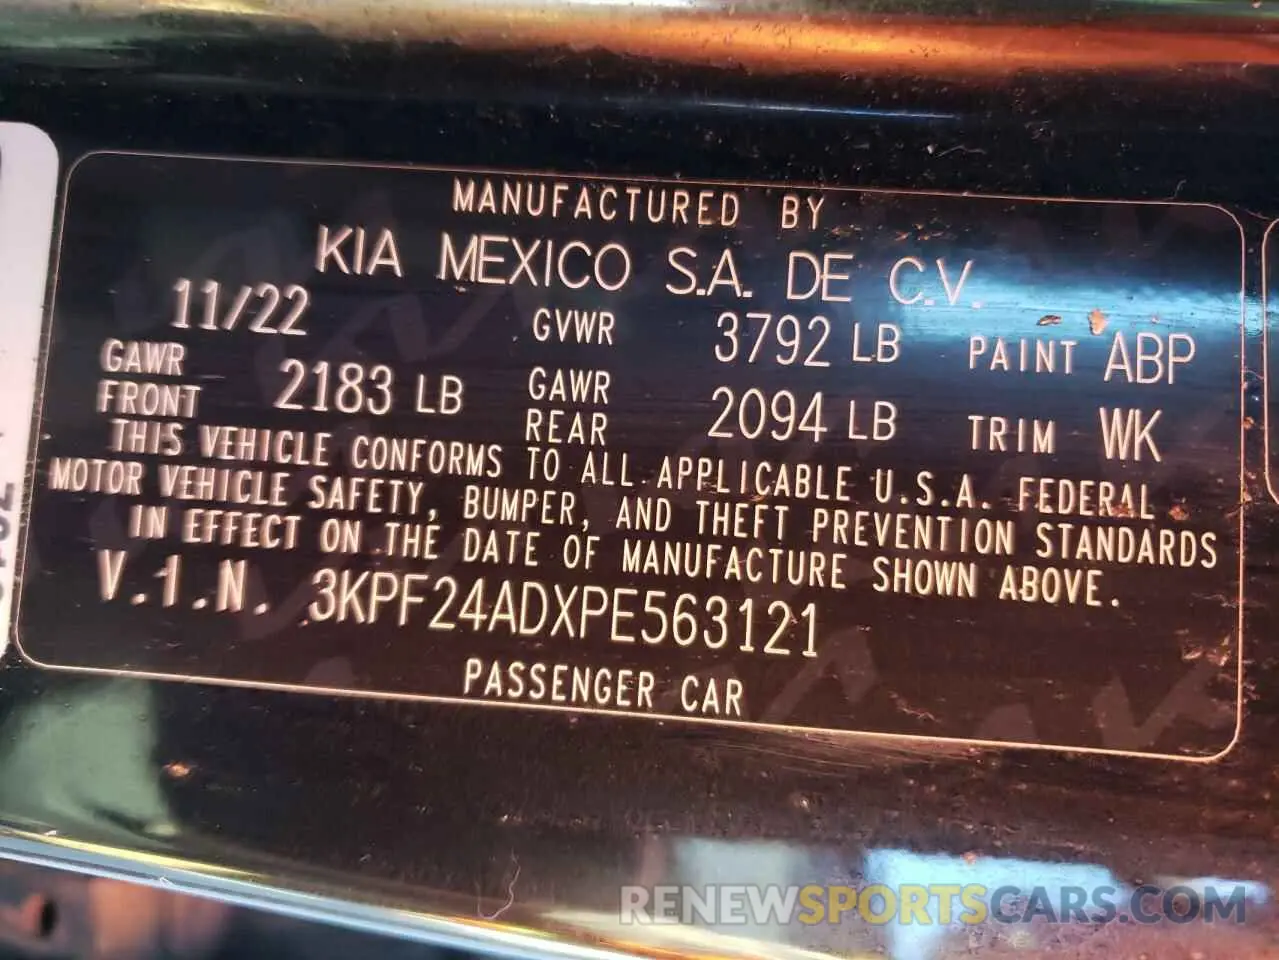 MANUFACTURED BY
KIA MEXICO S.A. DE C.V.
11/22 GVWR 3792 LB PAINT ABP
GAWR FRONT 2183 LB GAWR REAR 2094 LB TRIM WK
THIS VEHICLE CONFORMS TO ALL APPLICABLE U.S.A. FEDERAL
MOTOR VEHICLE SAFETY, BUMPER, AND THEFT PREVENTION STANDARDS
IN EFFECT ON THE DATE OF MANUFACTURE SHOWN ABOVE.
V.I.N. 3KPF24ADXPE563121
PASSENGER CAR
RENEWSPORTSCARS.COM